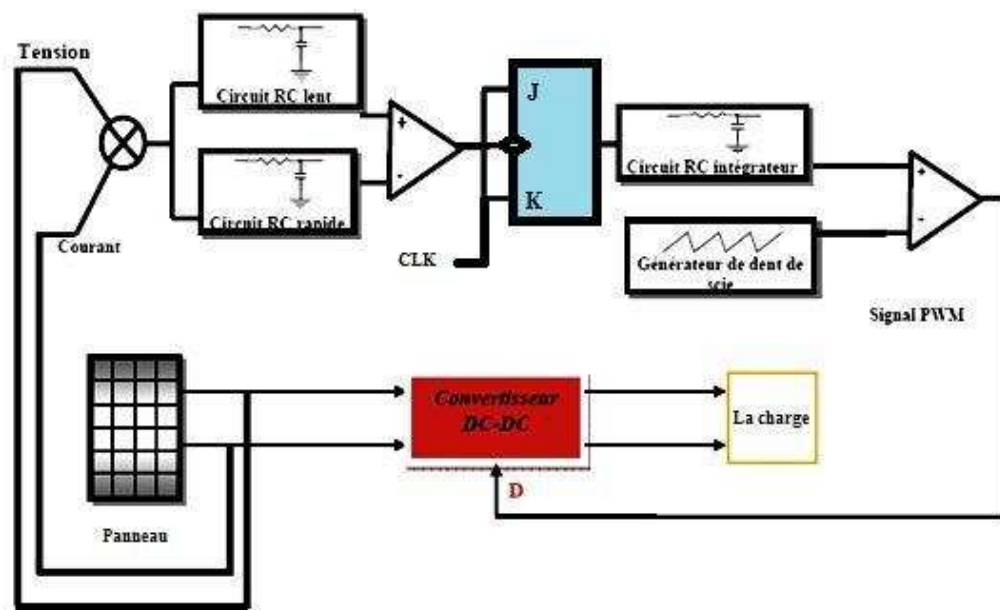 Tension
Circuit RC lent
Circuit RC rapide
Courant
+
-
J
K
CLK
Circuit RC intégrateur
Générateur de dent de
scie
+
-
Signal PWM
Panneau
Convertisseur
DC-DC
D
La charge